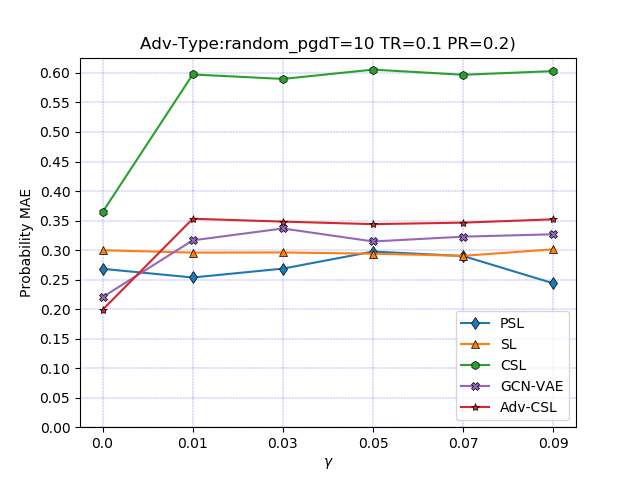 Adv-Type:random_pgdT=10 TR=0.1 PR=0.2)
Probability MAE
0.60
0.55
0.50
0.45
0.40
0.35
0.30
0.25
0.20
0.15
0.10
0.05
0.00
PSL
SL
CSL
GCN-VAE
Adv-CSL
0.0 0.01 0.03 0.05 0.07 0.09
γ